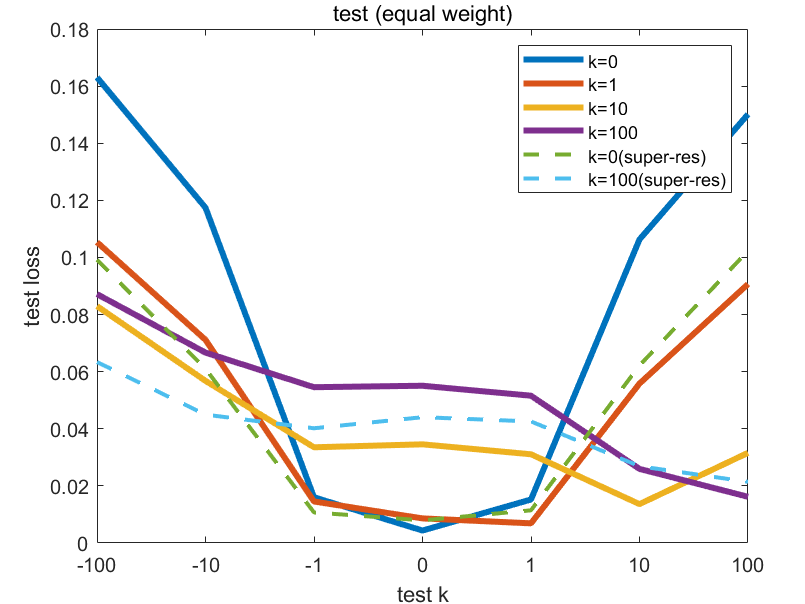 test (equal weight)
0.18
0.16
0.14
0.12
0.1
0.08
0.06
0.04
0.02
0
test loss
k=0
k=1
k=10
k=100
k=0(super-res)
k=100(super-res)
-100 -10 -1 0 1 10 100
test k